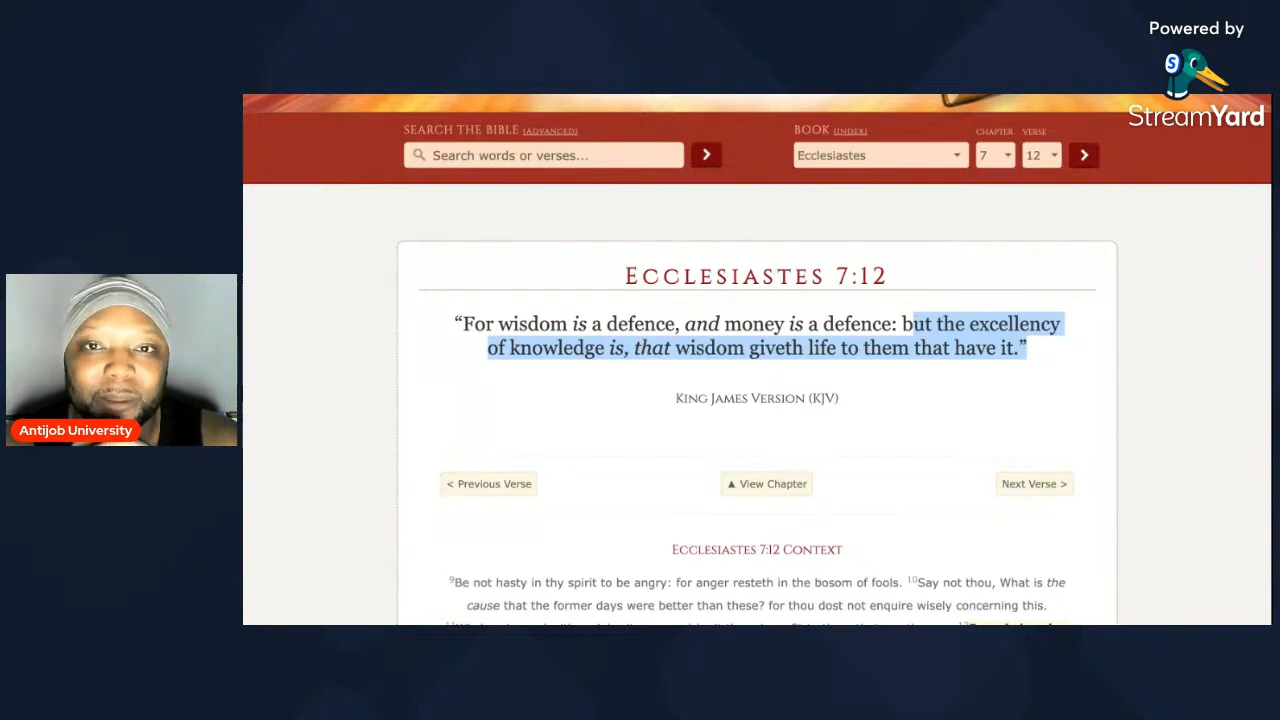 Powered by
StreamYard
SEARCH THE BIBLE (ADVANCED)
BOOK (INDEX)
CHAPTER
VERSE
Search words or verses...
Ecclesiastes
7
12
ECCLESIASTES 7:12
“For wisdom is a defence, and money is a defence: but the excellency
of knowledge is, that wisdom giveth life to them that have it.”
KING JAMES VERSION (KJV)
< Previous Verse
▲ View Chapter
Next Verse >
ECCLESIASTES 7:12 CONTEXT
9Be not hasty in thy spirit to be angry: for anger resteth in the bosom of fools. 10Say not thou, What is the
cause that the former days were better than these? for thou dost not enquire wisely concerning this.
Antijob University